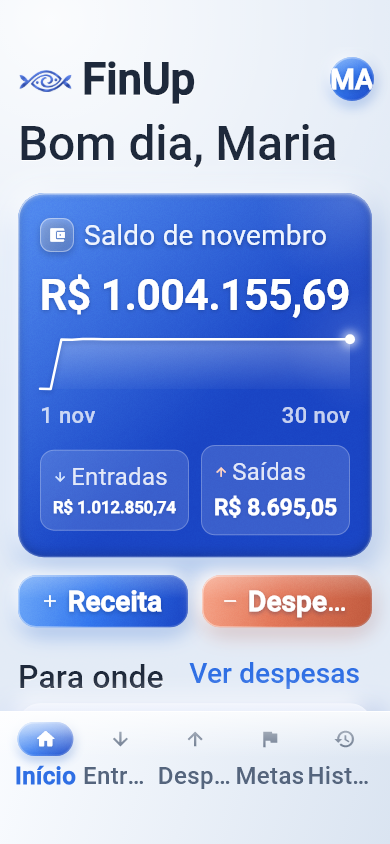 FinUp
MA
Bom dia, Maria
Saldo de novembro
R$ 1.004.155,69
1 nov
30 nov
Entradas
R$ 1.012.850,74
Saídas
R$ 8.695,05
Receita
Despe...
Para onde
Ver despesas
Início
Entr...
Desp...
Metas
Hist...